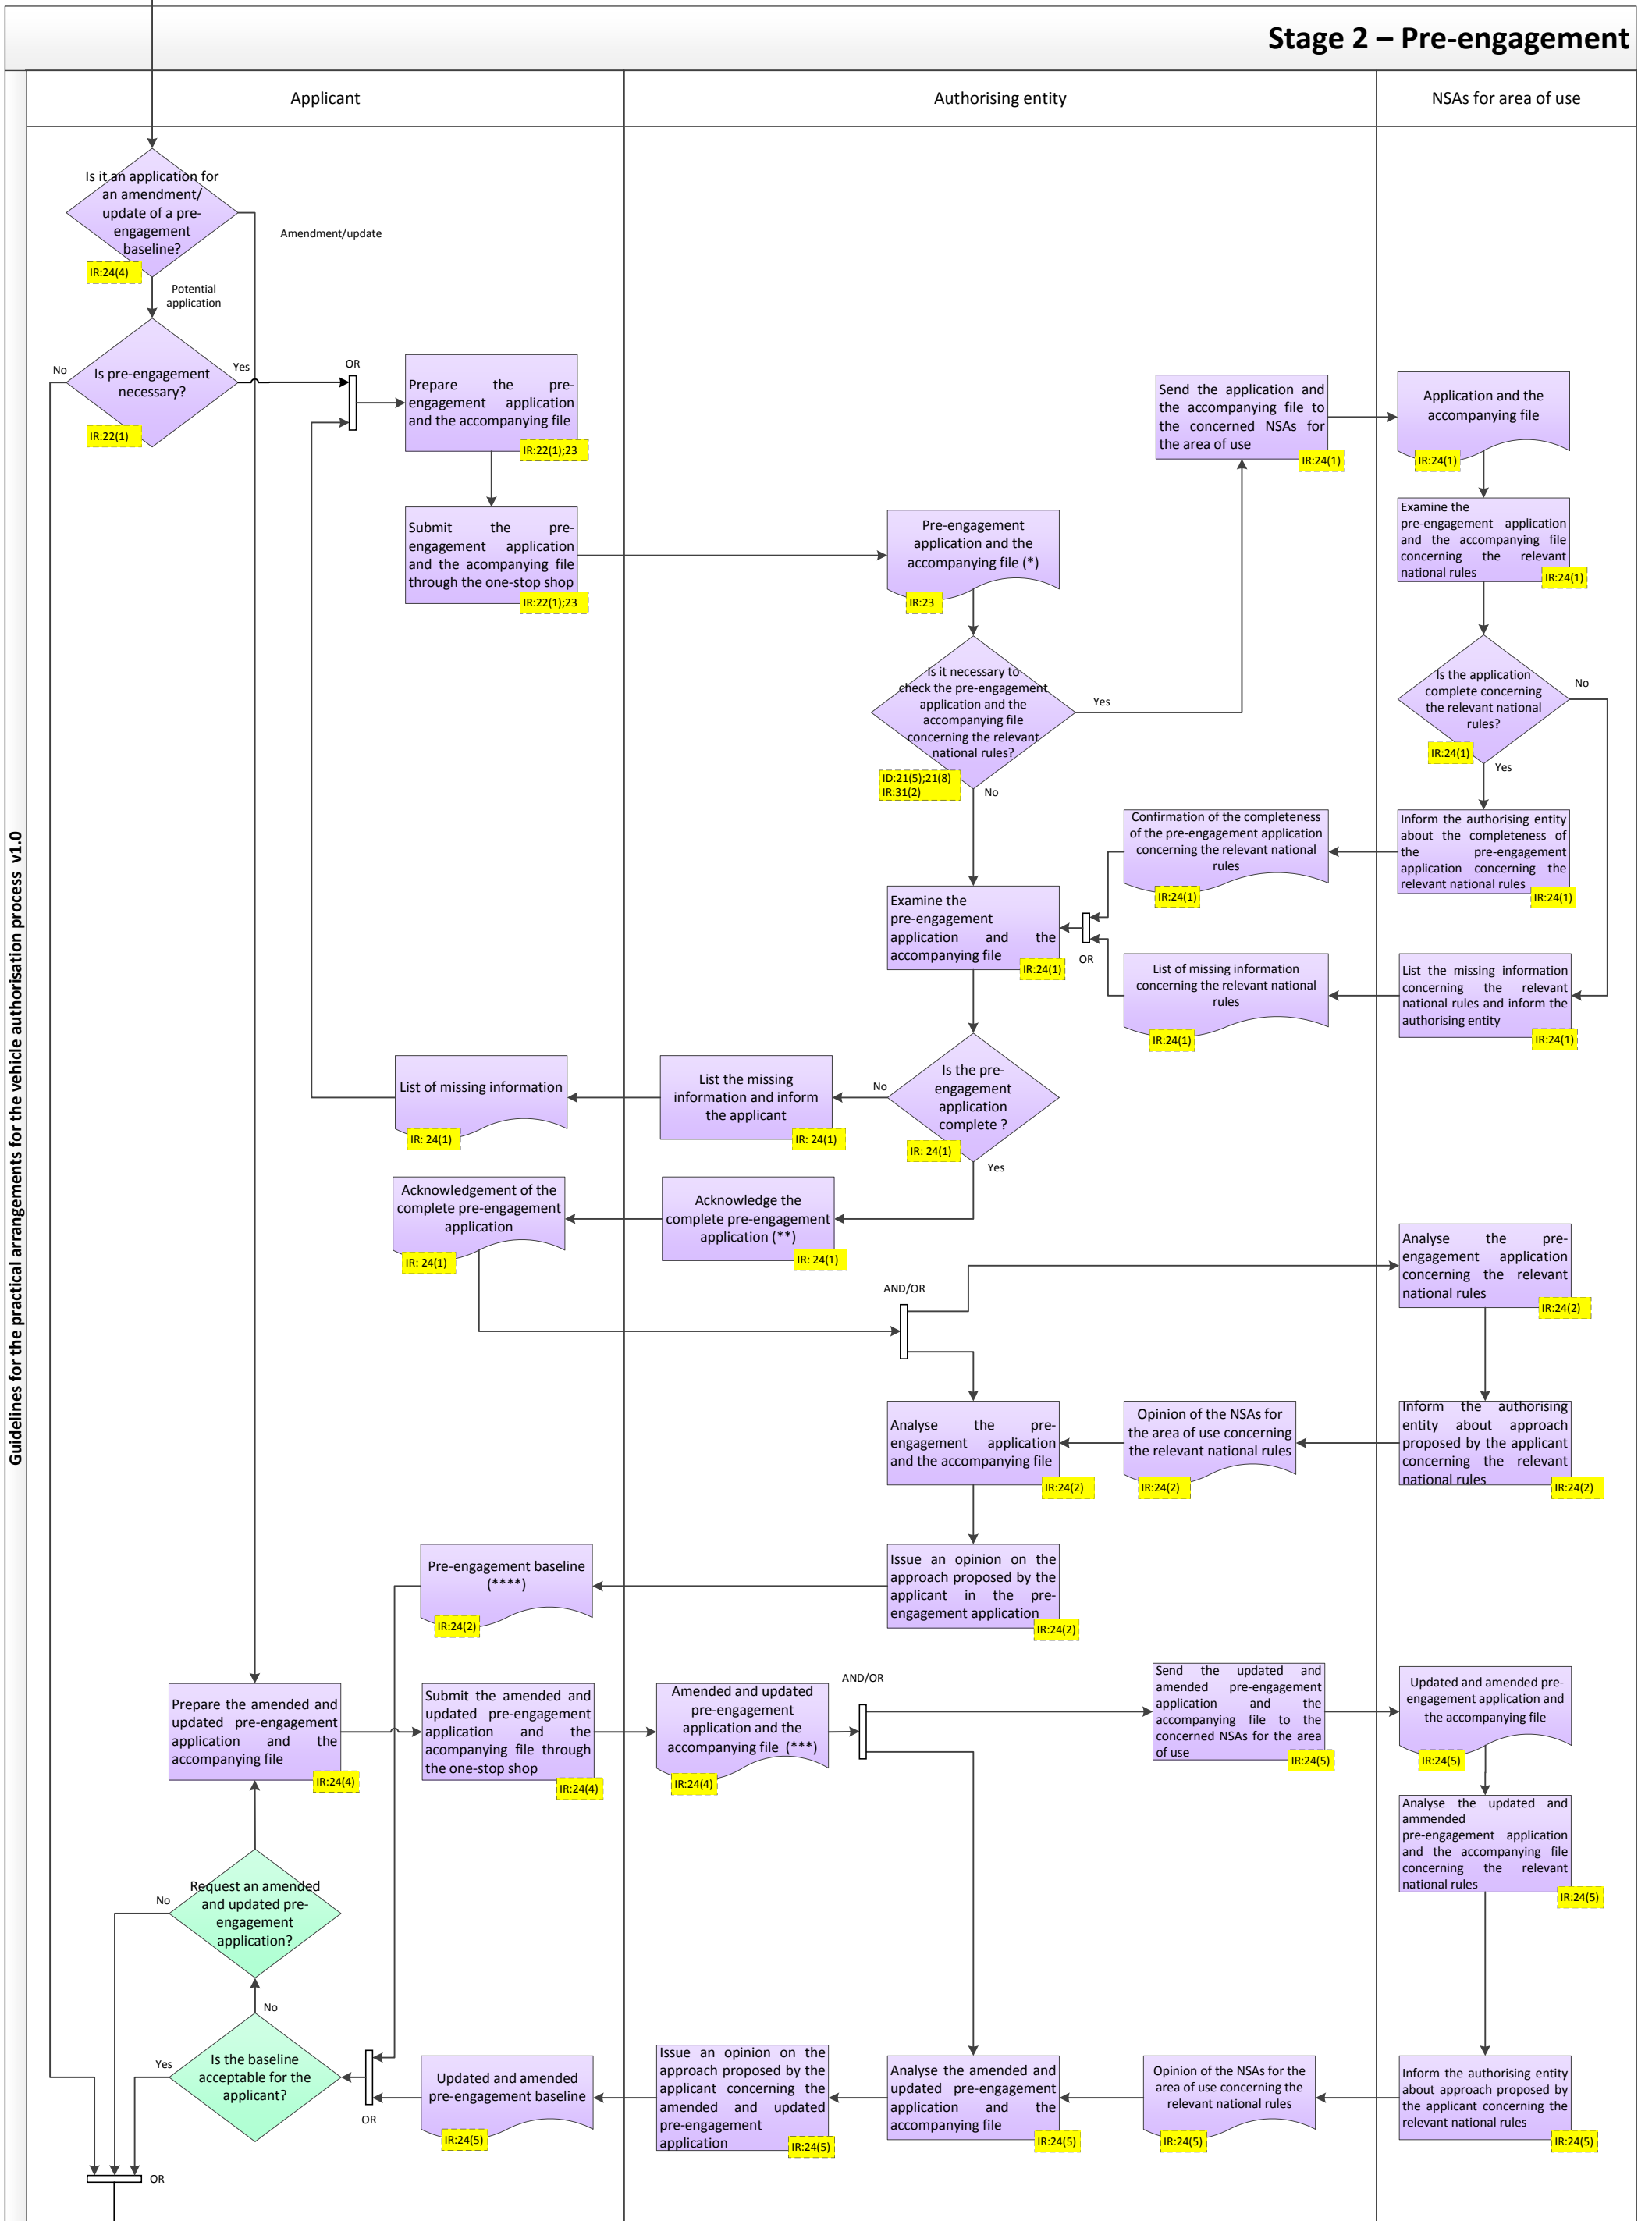 Stage 2 – Pre-engagement
Guidelines for the practical arrangements for the vehicle authorisation process v1.0
Applicant
Authorising entity
NSAs for area of use
Is it an application for
an amendment/
update of a pre-
engagement
baseline?
IR:24(4)
Amendment/update
Potential
application
Is pre-engagement
necessary?
IR:22(1)
No
Yes
OR
Prepare the pre-
engagement application
and the accompanying file
IR:22(1);23
Submit the pre-
engagement application
and the acompanying file
through the one-stop shop
IR:22(1);23
Pre-engagement
application and the
accompanying file (*)
IR:23
Is it necessary to
check the pre-engagement
application and the
accompanying file
concerning the relevant
national rules?
ID:21(5);21(8)
IR:31(2)
Yes
No
Send the application and
the accompanying file to
the concerned NSAs for
the area of use
IR:24(1)
Application and the
accompanying file
IR:24(1)
Examine the
pre-engagement application
and the accompanying file
concerning the relevant
national rules
IR:24(1)
Is the application
complete concerning
the relevant national
rules?
IR:24(1)
No
Yes
Inform the authorising entity
about the completeness of
the pre-engagement
application concerning the
relevant national rules
IR:24(1)
Confirmation of the completeness
of the pre-engagement application
concerning the relevant national
rules
IR:24(1)
List the missing information
concerning the relevant
national rules and inform the
authorising entity
IR:24(1)
List of missing information
concerning the relevant national
rules
IR:24(1)
OR
Examine the
pre-engagement
application and the
accompanying file
IR:24(1)
Is the pre-
engagement
application
complete ?
IR: 24(1)
No
Yes
List the missing
information and inform
the applicant
IR: 24(1)
List of missing information
IR: 24(1)
Acknowledge the
complete pre-engagement
application (**)
IR: 24(1)
Acknowledgement of the
complete pre-engagement
application
IR: 24(1)
AND/OR
Analyse the pre-
engagement application
concerning the relevant
national rules
IR:24(2)
Inform the authorising
entity about approach
proposed by the applicant
concerning the relevant
national rules
IR:24(2)
Opinion of the NSAs for
the area of use concerning
the relevant national rules
IR:24(2)
Analyse the pre-
engagement application
and the accompanying file
IR:24(2)
Issue an opinion on the
approach proposed by the
applicant in the pre-
engagement application
IR:24(2)
Pre-engagement baseline
(****)
IR:24(2)
Prepare the amended and
updated pre-engagement
application and the
accompanying file
IR:24(4)
Submit the amended and
updated pre-engagement
application and the
acompanying file through
the one-stop shop
IR:24(4)
Amended and updated
pre-engagement
application and the
accompanying file (***)
IR:24(4)
AND/OR
Send the updated and
amended pre-engagement
application and the
accompanying file to the
concerned NSAs for the area
of use
IR:24(5)
Updated and amended pre-
engagement application and
the accompanying file
IR:24(5)
Analyse the updated and
ammended
pre-engagement application
and the accompanying file
concerning the relevant
national rules
IR:24(5)
Request an amended
and updated pre-
engagement
application?
No
Is the baseline
acceptable for the
applicant?
No
Yes
OR
Updated and amended
pre-engagement baseline
IR:24(5)
Issue an opinion on the
approach proposed by the
applicant concerning the
amended and updated
pre-engagement
application
IR:24(5)
Analyse the amended and
updated pre-engagement
application and the
accompanying file
IR:24(5)
Opinion of the NSAs for the
area of use concerning the
relevant national rules
IR:24(5)
Inform the authorising entity
about approach proposed by
the applicant concerning the
relevant national rules
IR:24(5)
OR